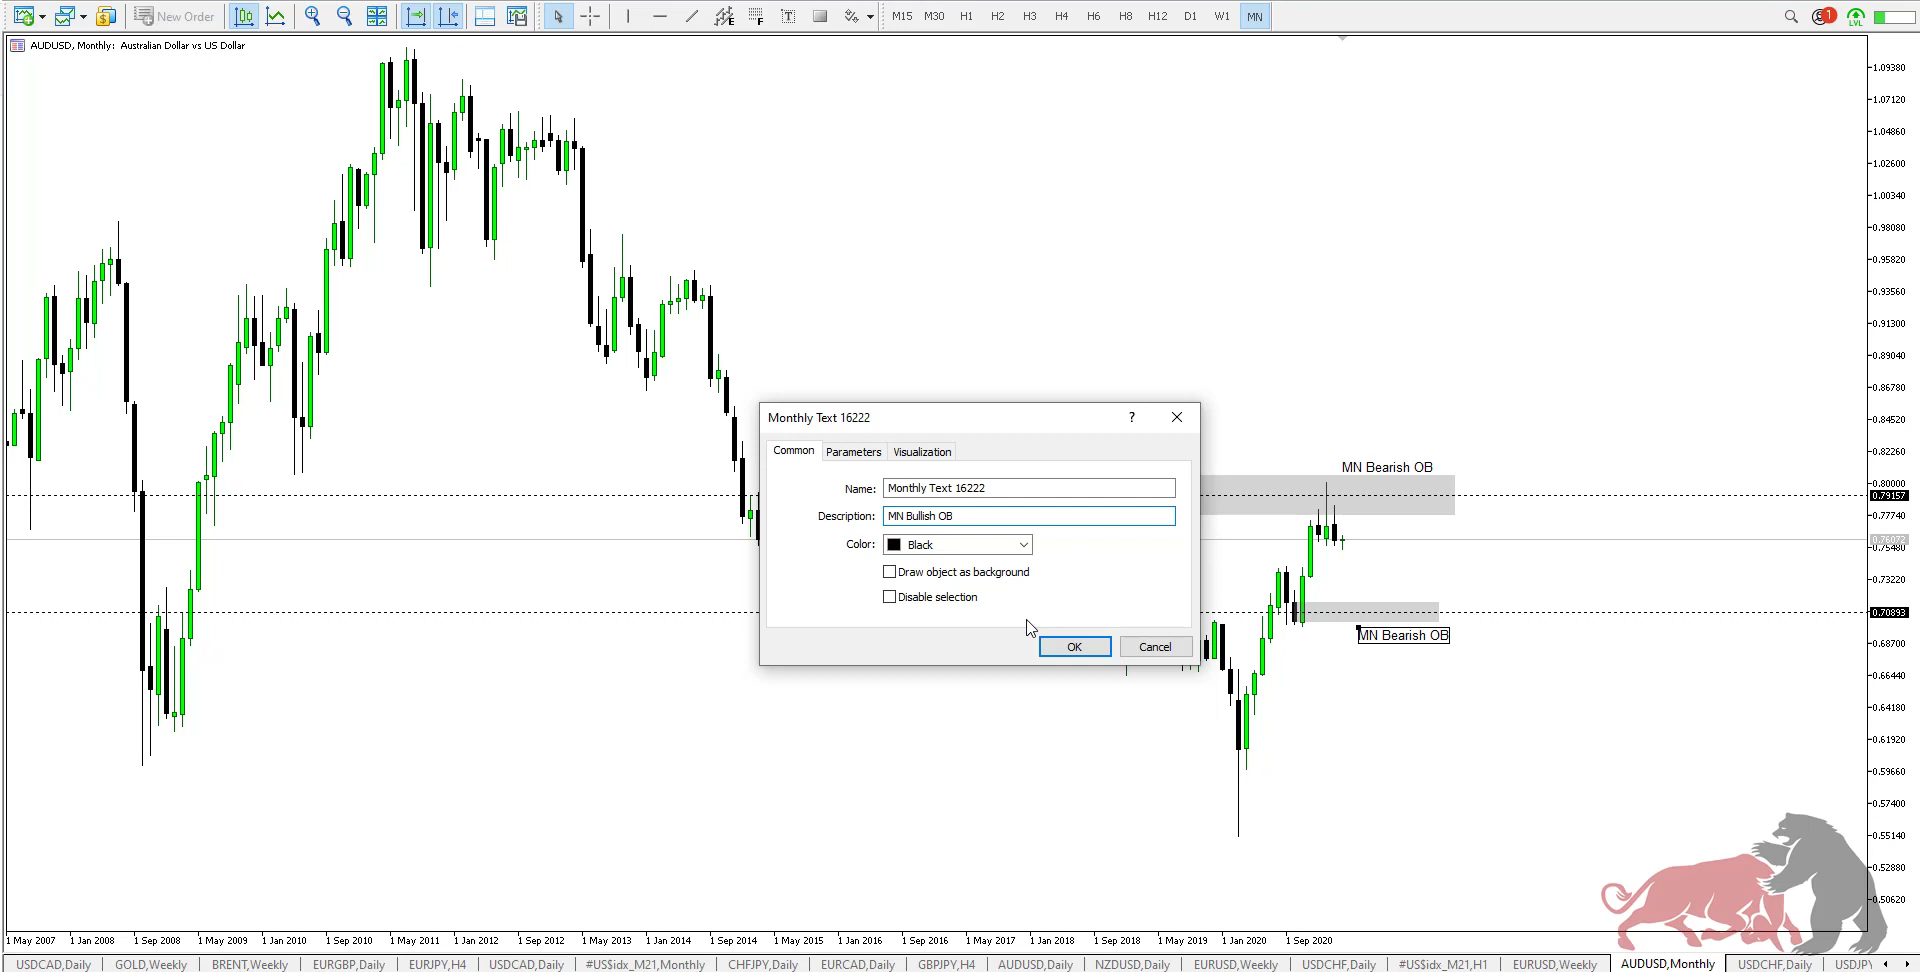 New Order
E
F
T
M15 M30 H1 H2 H3 H4 H6 H8 H12 D1 W1 MN
1
LVL
AUDUSD, Monthly: Australian Dollar vs US Dollar
1.09380
1.07120
1.04860
1.02600
1.00340
0.98080
0.95820
0.93560
0.91300
0.89040
0.86780
0.84520
0.82260
0.80000
0.79157
0.77740
0.76072
0.75480
0.73220
0.70893
0.68700
0.66440
0.64180
0.61920
0.59660
0.57400
0.55140
0.52880
0.50620
MN Bearish OB
MN Bearish OB
Monthly Text 16222
?
Common Parameters Visualization
Name: Monthly Text 16222
Description: MN Bullish OB
Color: Black
Draw object as background
Disable selection
OK Cancel
1 May 2007 1 Jan 2008 1 Sep 2008 1 May 2009 1 Jan 2010 1 Sep 2010 1 May 2011 1 Jan 2012 1 Sep 2012 1 May 2013 1 Jan 2014 1 Sep 2014 1 May 2015 1 Jan 2016 1 Sep 2016 1 May 2017 1 Jan 2018 1 Sep 2018 1 May 2019 1 Jan 2020 1 Sep 2020
USDCAD,Daily GOLD,Weekly BRENT,Weekly EURGBP,Daily EURJPY,H4 USDCAD,Daily #US$idx_M21,Monthly CHFJPY,Daily EURCAD,Daily GBPJPY,H4 AUDUSD,Daily NZDUSD,Daily EURUSD,Weekly USDCHF,Daily #US$idx_M21,H1 EURUSD,Weekly AUDUSD,Monthly USDCHF,Daily